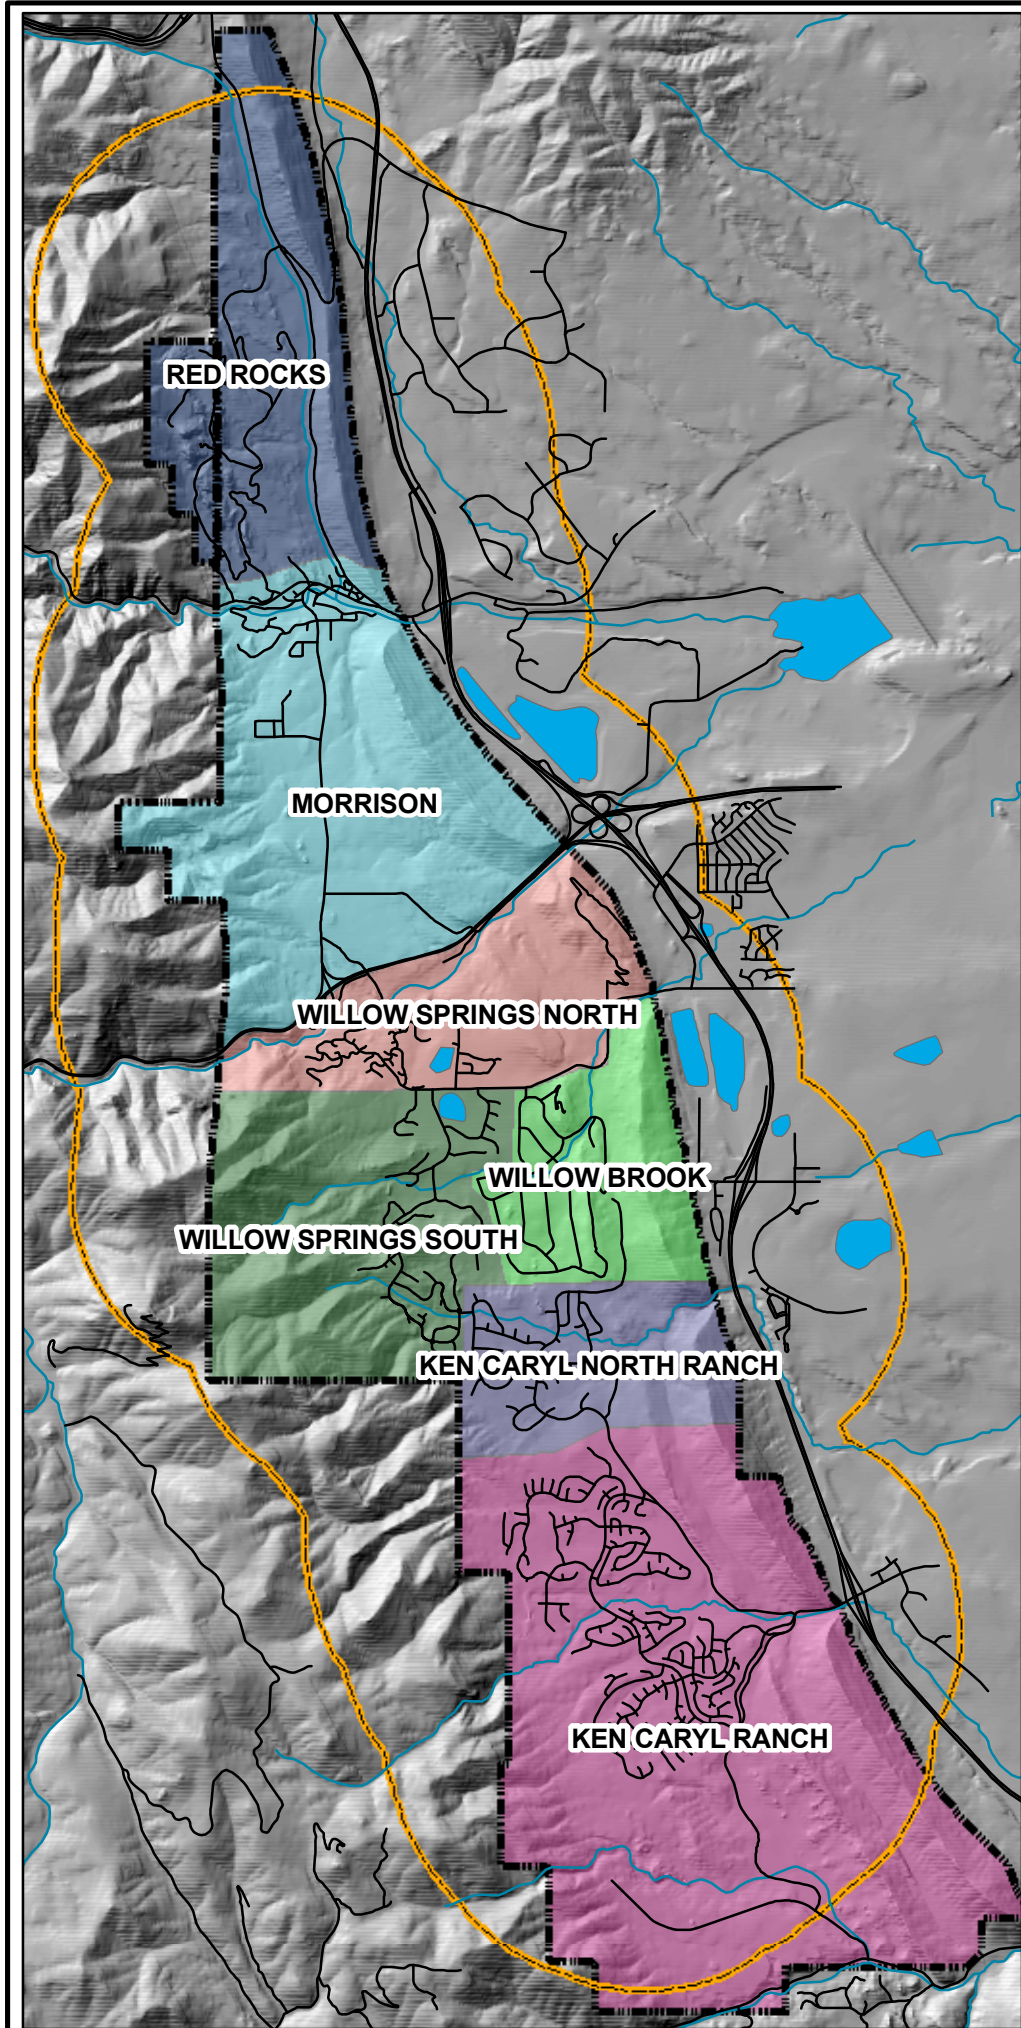 RED ROCKS
MORRISON
WILLOW SPRINGS NORTH
WILLOW BROOK
WILLOW SPRINGS SOUTH
KEN CARYL NORTH RANCH
KEN CARYL RANCH